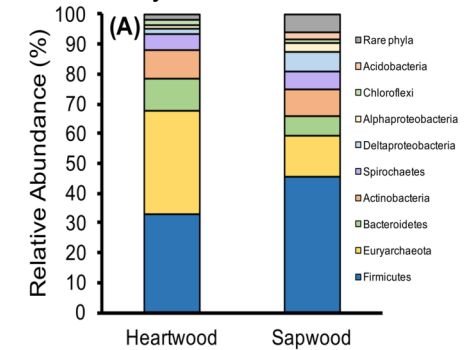 (A)
Relative Abundance (%)
100
90
80
70
60
50
40
30
20
10
0
Heartwood
Sapwood
Rare phyla
Acidobacteria
Chloroflexi
Alphaproteobacteria
Deltaproteobacteria
Spirochaetes
Actinobacteria
Bacteroidetes
Euryarchaeota
Firmicutes